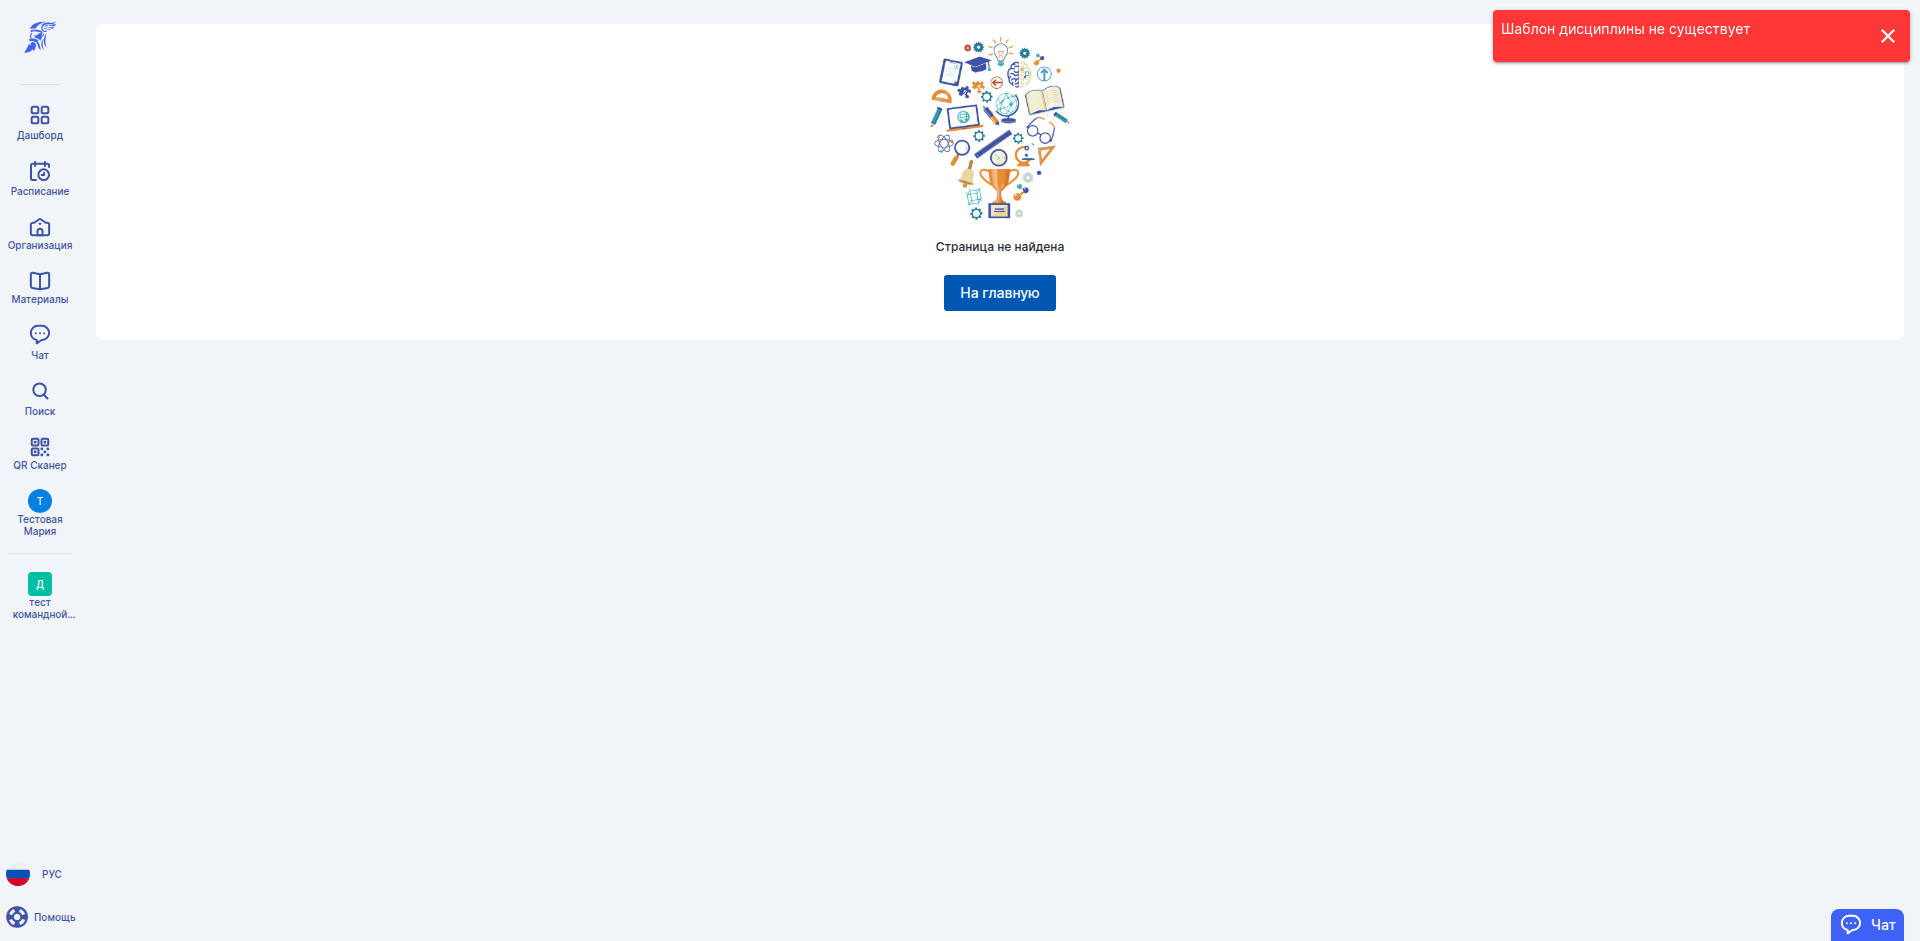 Шаблон дисциплины не существует
Дашборд
Расписание
Организация
Материалы
Чат
Поиск
QR Сканер
Т
Тестовая
Мария
Д
тест
командной...
Страница не найдена
На главную
РУС
Помощь
Чат